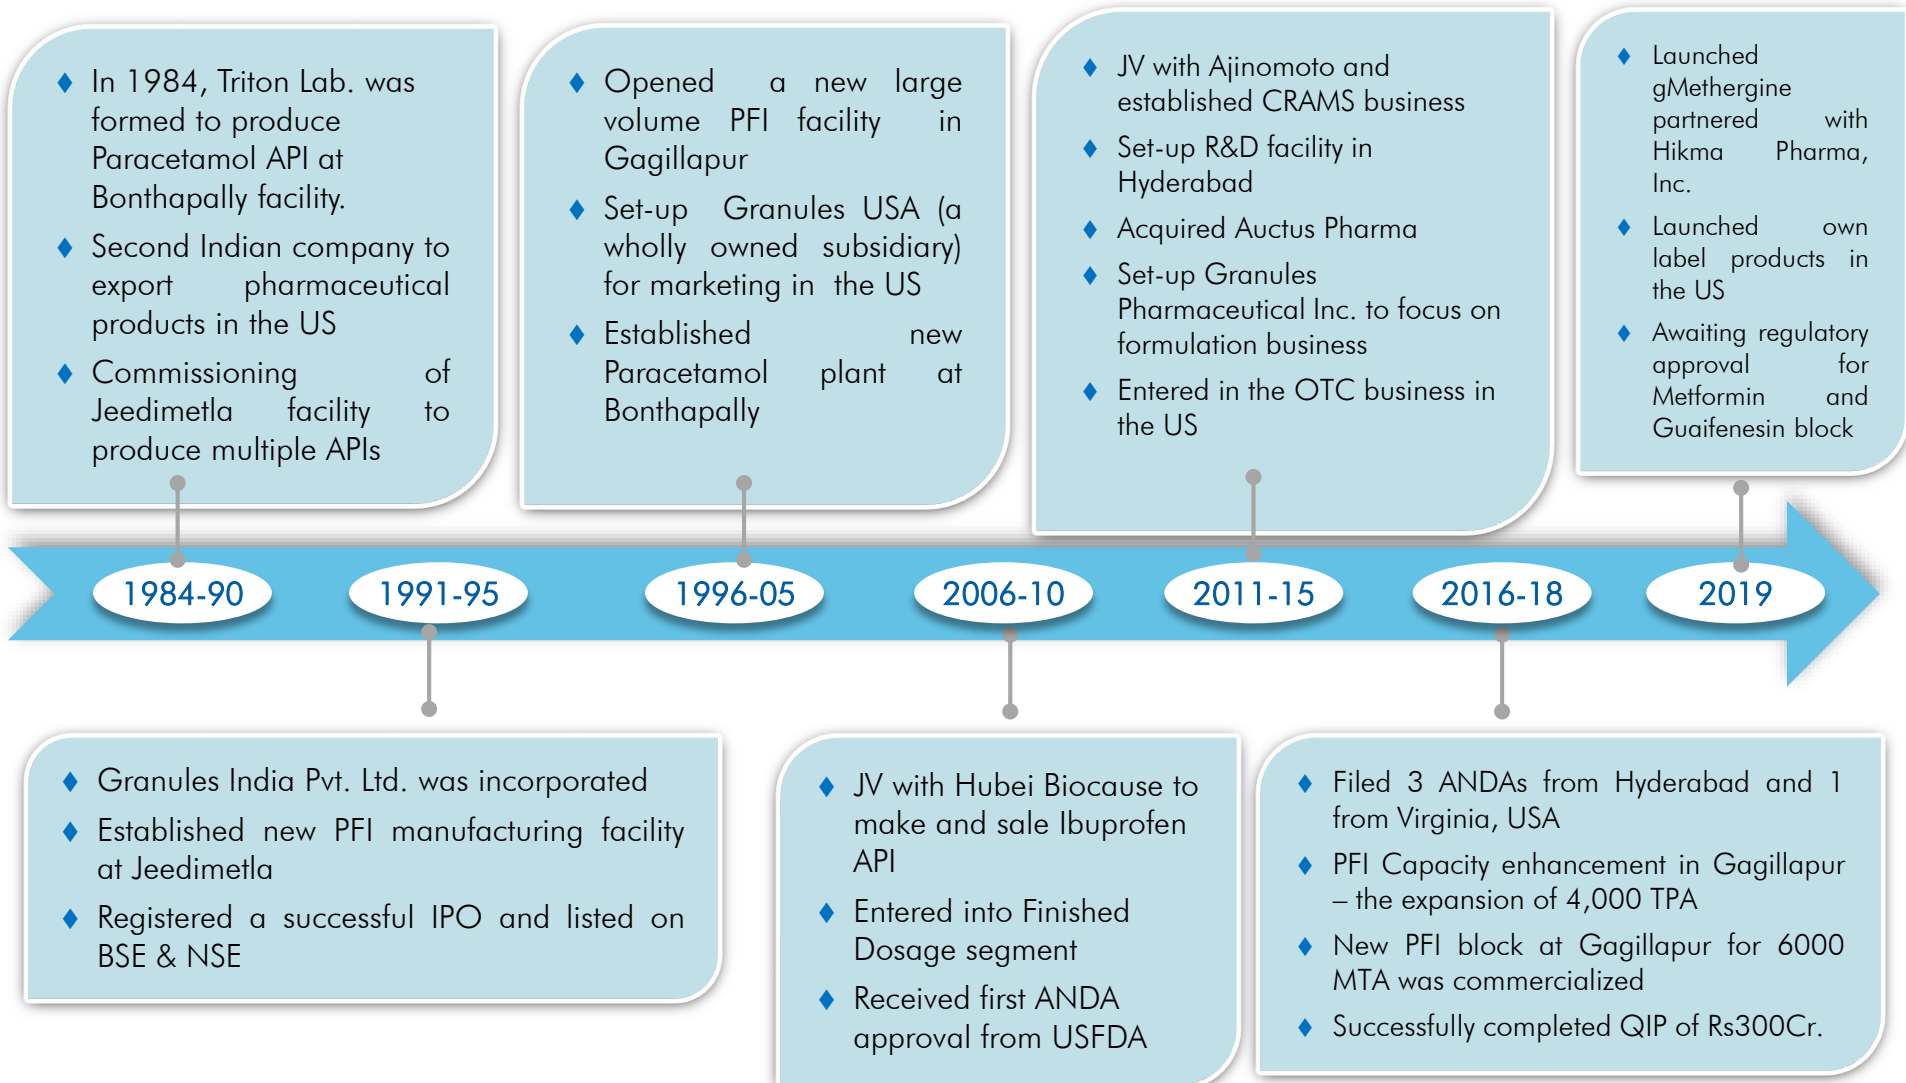 In 1984, Triton Lab. was
formed to produce
Paracetamol API at
Bonthapally facility.
Second Indian company to
export pharmaceutical
products in the US
Commissioning of
Jeedimetla facility to
produce multiple APIs
Opened a new large
volume PFI facility in
Gagillapur
Set-up Granules USA (a
wholly owned subsidiary)
for marketing in the US
Established new
Paracetamol plant at
Bonthapally
JV with Ajinomoto and
established CRAMS business
Set-up R&D facility in
Hyderabad
Acquired Auctus Pharma
Set-up Granules
Pharmaceutical Inc. to focus on
formulation business
Entered in the OTC business in
the US
Launched
gMethergine
partnered with
Hikma Pharma,
Inc.
Launched own
label products in
the US
Awaiting regulatory
approval for
Metformin and
Guaifenesin block
1984-90
1991-95
1996-05
2006-10
2011-15
2016-18
2019
Granules India Pvt. Ltd. was incorporated
Established new PFI manufacturing facility
at Jeedimetla
Registered a successful IPO and listed on
BSE & NSE
JV with Hubei Biocause to
make and sale Ibuprofen
API
Entered into Finished
Dosage segment
Received first ANDA
approval from USFDA
Filed 3 ANDAs from Hyderabad and 1
from Virginia, USA
PFI Capacity enhancement in Gagillapur
– the expansion of 4,000 TPA
New PFI block at Gagillapur for 6000
MTA was commercialized
Successfully completed QIP of Rs300Cr.